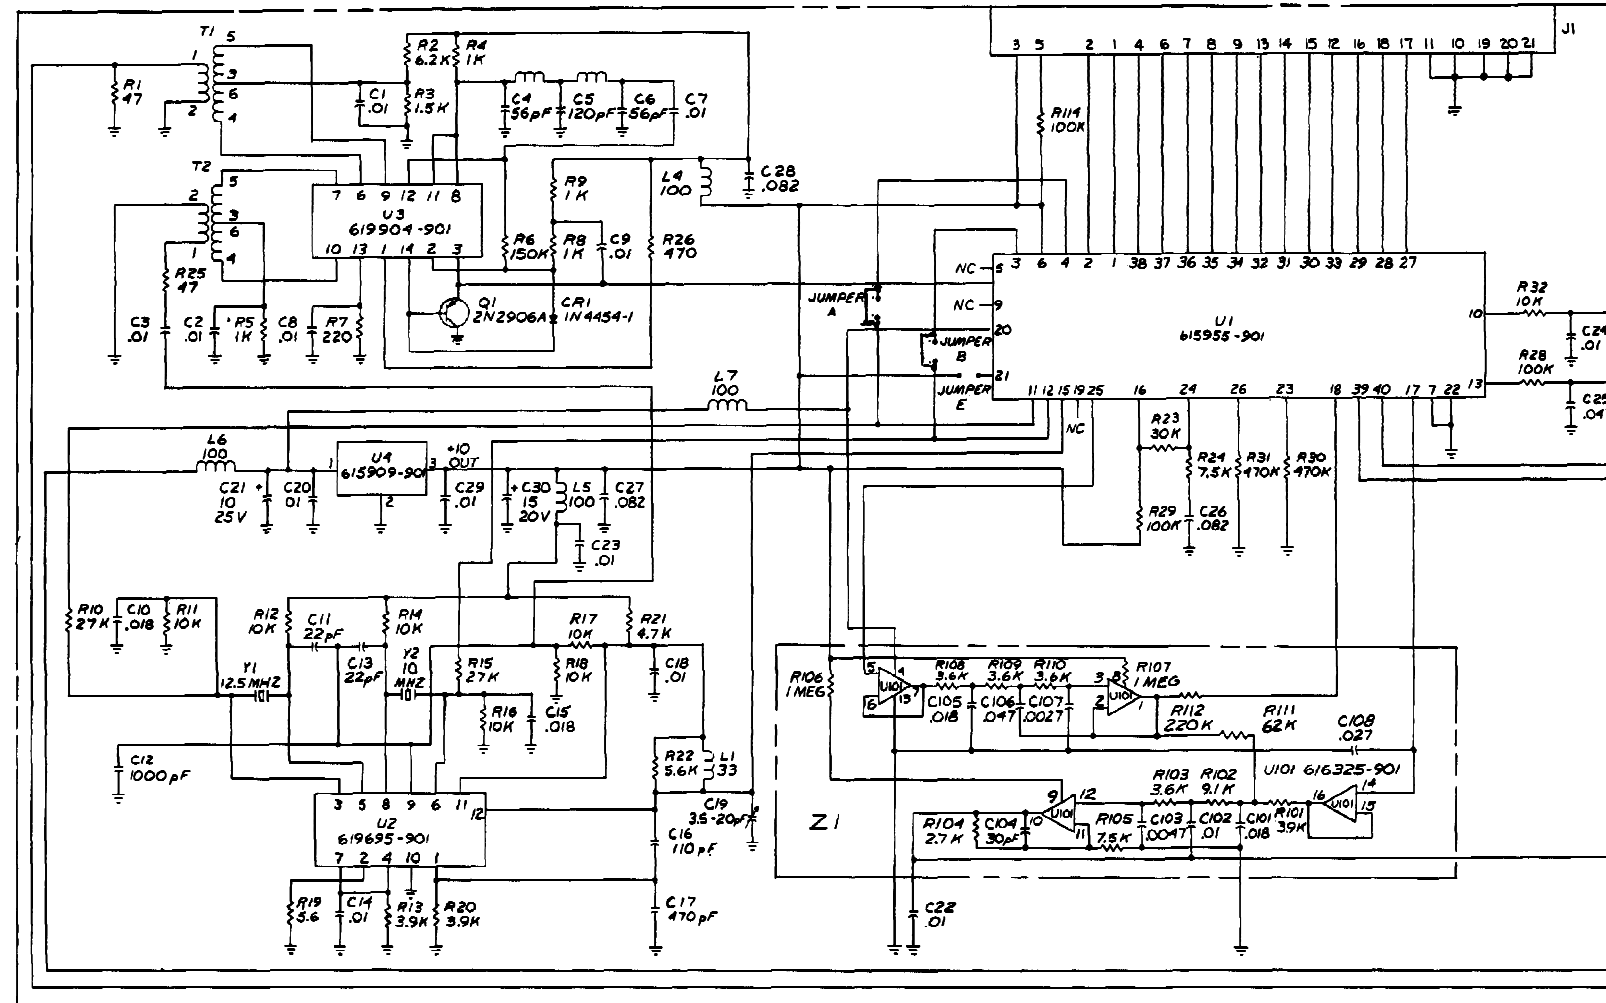 J1
3 5 2 1 4 6 7 8 9 13 14 15 12 16 18 17 11 10 19 20 21
T1
5
1
3
6
2
4
R1
47
R2
6.2K
R4
1K
C1
.01
R3
1.5K
C4
56pF
C5
120pF
C6
56pF
C7
.01
R114
100K
T2
5
2
3
6
1
4
7 6 9 12 11 8
U3
619904-901
10 13 1 14 2 3
R9
1K
L4
100
C28
.082
R6
150K
R8
1K
C9
.01
R26
470
R25
47
C3
.01
C2
.01
R5
1K
C8
.01
R7
220
Q1
2N2906A
CR1
1N4454-1
JUMPER
A
JUMPER
B
JUMPER
E
NC
5
NC
9
20
21
3 6 4 2 1 38 37 36 35 34 32 31 30 33 29 28 27
U1
615955-901
10
13
11 12 15 19 25 16 24 26 23 18 39 40 17 7 22
NC
R32
10K
C24
.01
R28
100K
C25
.04
L7
100
L6
100
1
U4
615909-901
3
2
+10
OUT
C21
+
10
25V
C20
.01
C29
.01
+
C30
15
20V
L5
100
C27
.082
C23
.01
R23
30K
R24
7.5K
R31
470K
R30
470K
R29
100K
C26
.082
R10
27K
C10
.018
R11
10K
R12
10K
C11
22pF
C13
22pF
R14
10K
Y1
12.5MHZ
Y2
10
MHZ
R15
27K
R17
10K
R18
10K
R21
4.7K
C18
.01
R16
10K
C15
.018
C12
1000pF
R22
5.6K
L1
33
C19
3.5-20pF
C16
110pF
C17
470pF
3 5 8 9 6 11
12
U2
619695-901
7 2 4 10 1
R19
5.6
C14
.01
R13
3.9K
R20
3.9K
R106
1MEG
5
4
U101
7
6
13
R108
3.6K
R109
3.6K
R110
3.6K
C105
.018
C106
.047
C107
.0027
3
8
2
U101
1
R107
1MEG
R112
220K
R111
62K
C108
.027
U101 616325-901
Z1
9
12
10
U101
11
R104
2.7K
C104
30pF
R105
7.5K
R103
3.6K
R102
9.1K
C103
.0047
C102
.01
C101
.018
R101
39K
16
14
U101
15
C22
.01